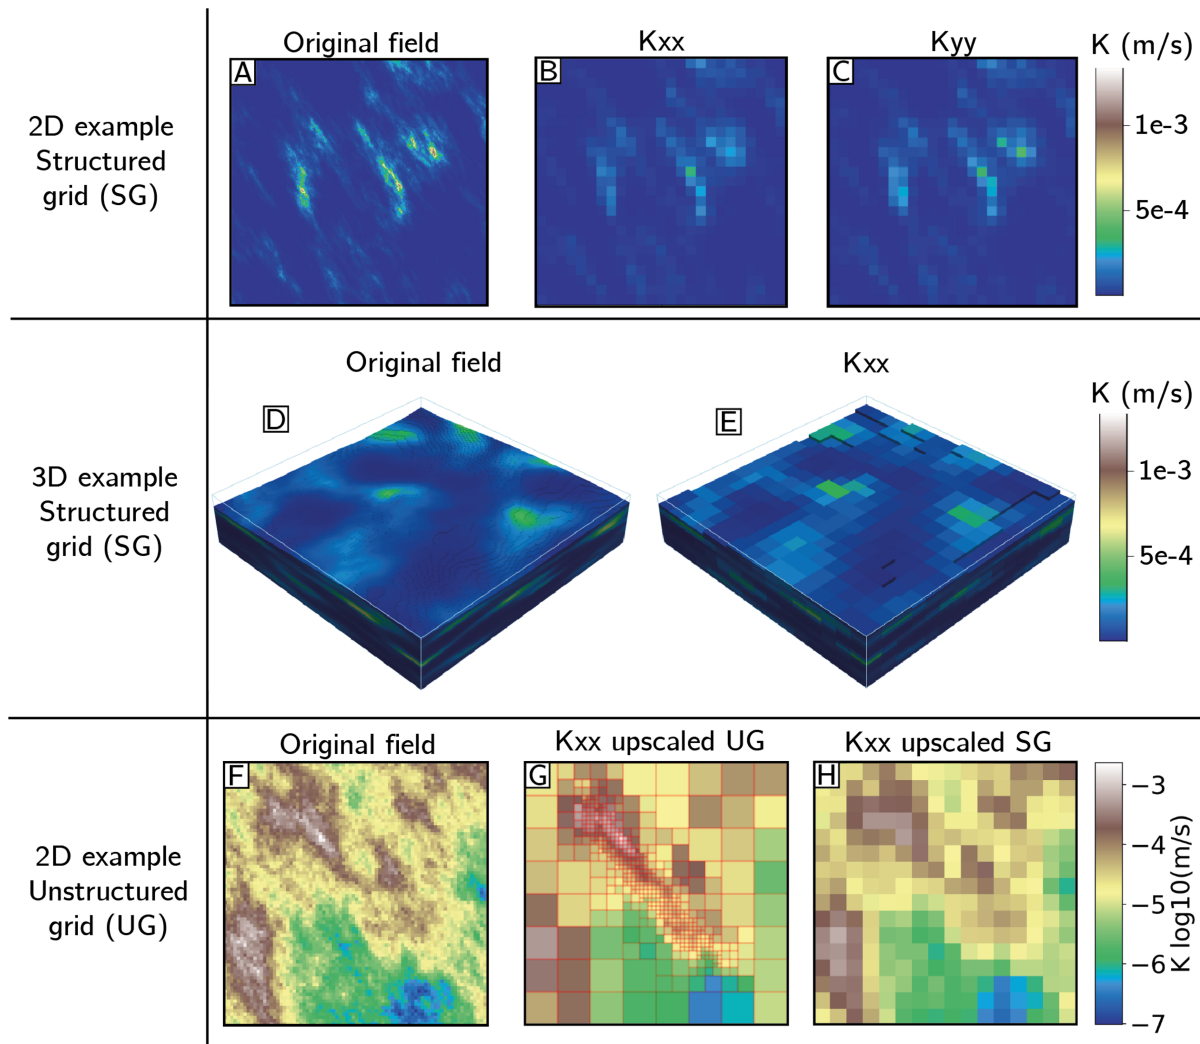 Original field
Kxx
Kyy
K (m/s)
A
B
C
2D example
Structured
grid (SG)
1e-3
5e-4
Original field
Kxx
K (m/s)
D
E
3D example
Structured
grid (SG)
1e-3
5e-4
Original field
Kxx upscaled UG
Kxx upscaled SG
F
G
H
2D example
Unstructured
grid (UG)
−3
−4
−5
−6
−7
K log10(m/s)